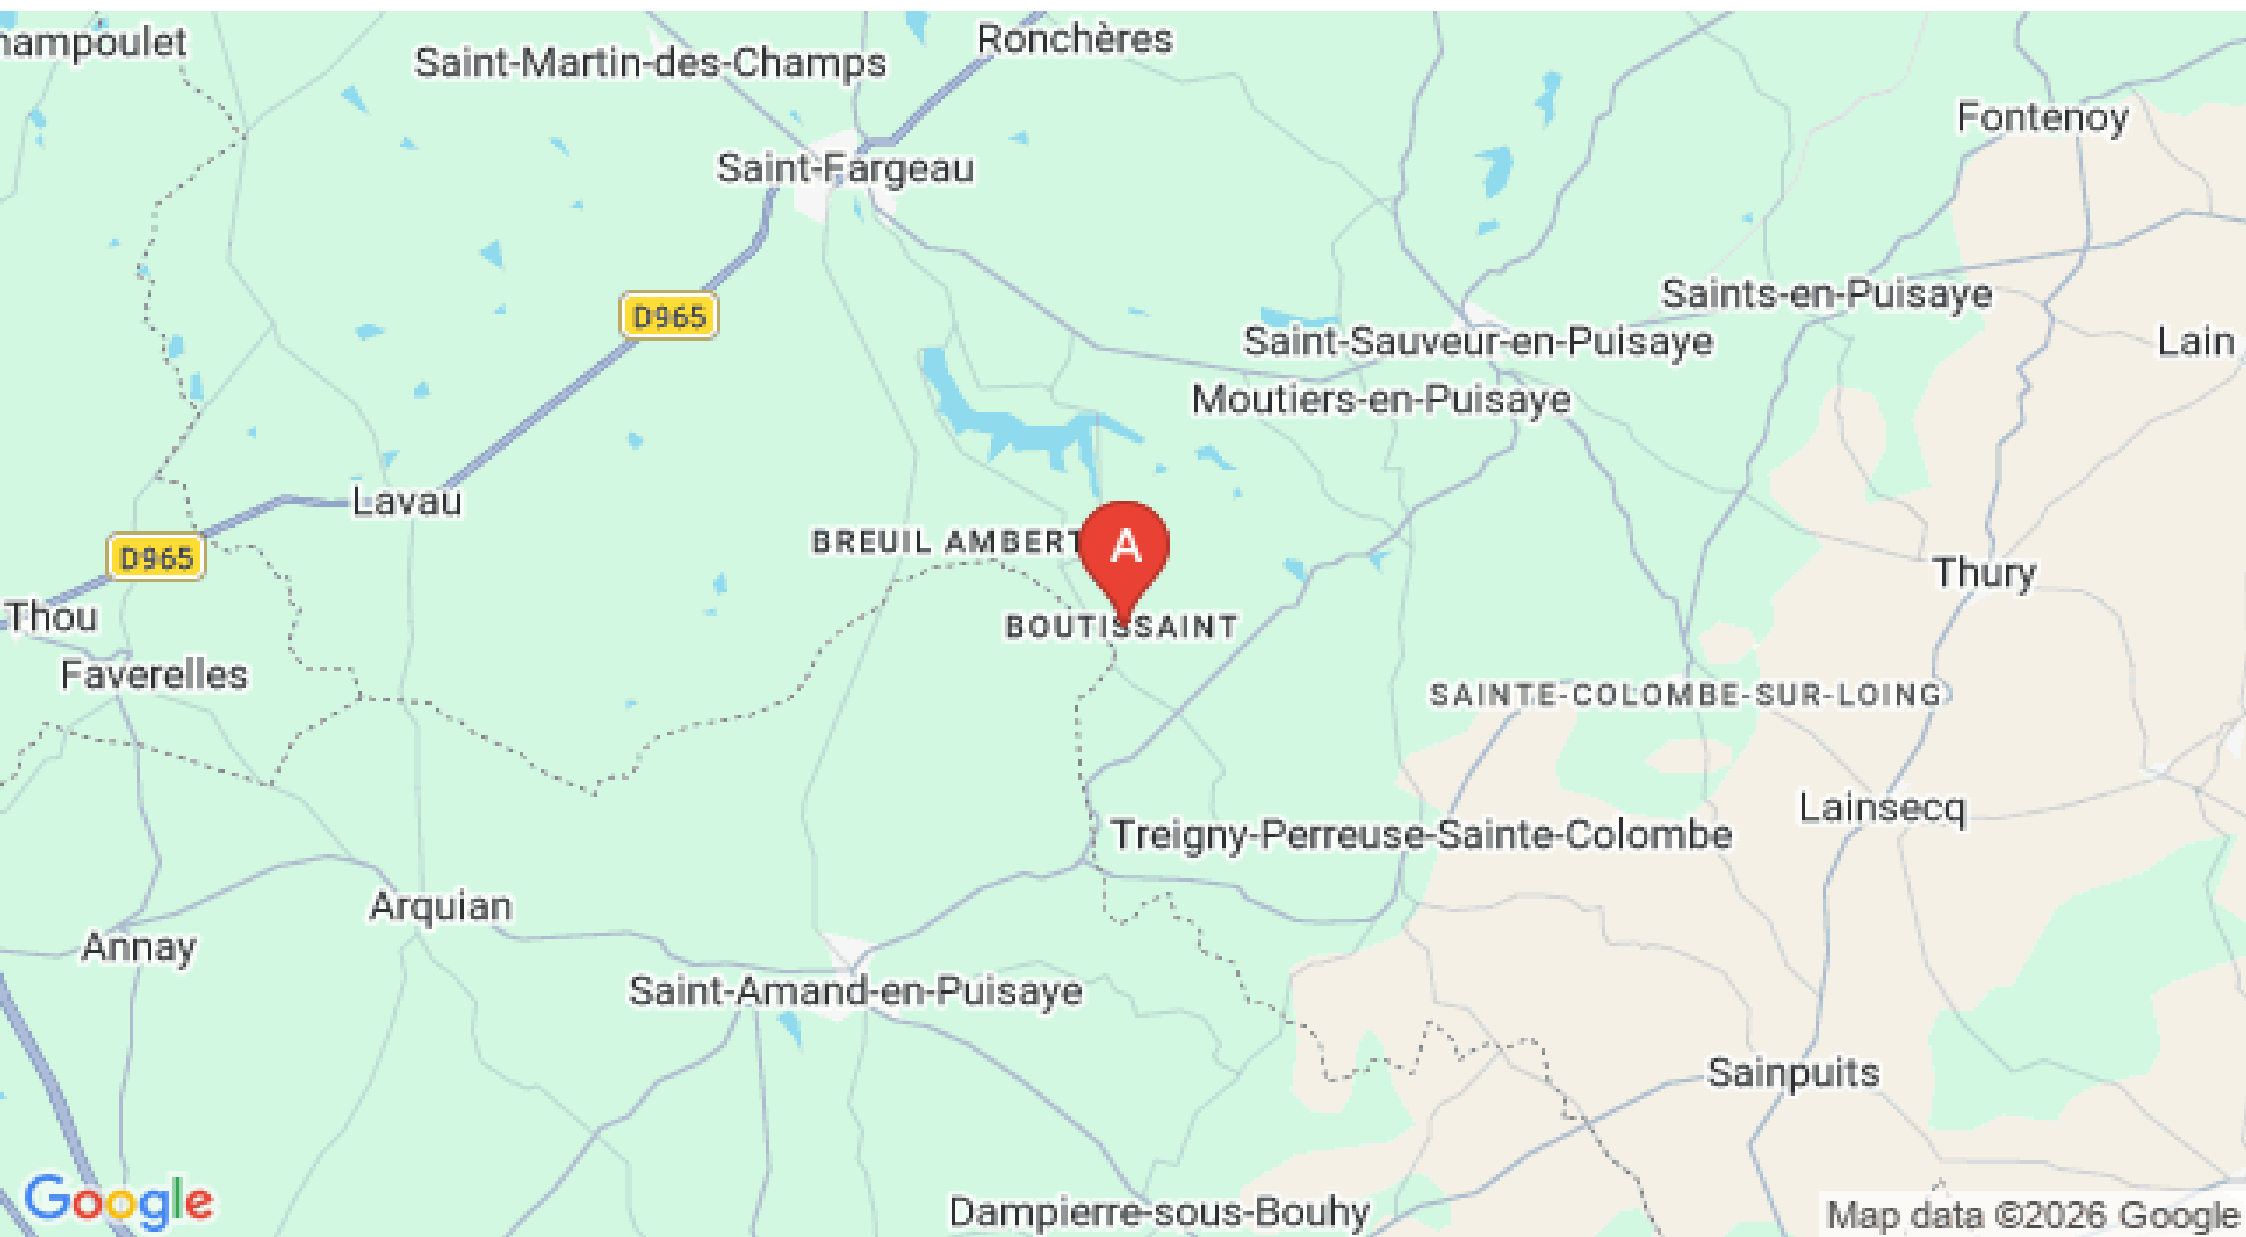 Ronchères
Saint-Martin-des-Champs
Fontenoy
Saint-Fargeau
Saints-en-Puisaye
D965
Saint-Sauveur-en-Puisaye
Lain
Moutiers-en-Puisaye
Lavau
BREUIL AMBERT
A
D965
Thury
Thou
BOUTISSAINT
Faverelles
SAINTE-COLOMBE-SUR-LOING
Lainsecq
Treigny-Perreuse-Sainte-Colombe
Arquian
Annay
Saint-Amand-en-Puisaye
Sainpuits
Google
Dampierre-sous-Bouhy
Map data ©2026 Google